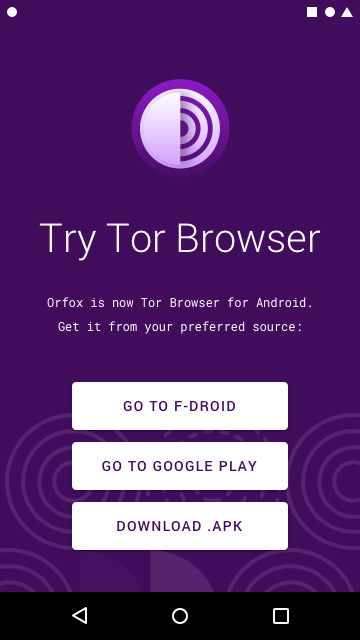 Try Tor Browser
Orfox is now Tor Browser for Android.
Get it from your preferred source:
GO TO F-DROID
GO TO GOOGLE PLAY
DOWNLOAD .APK